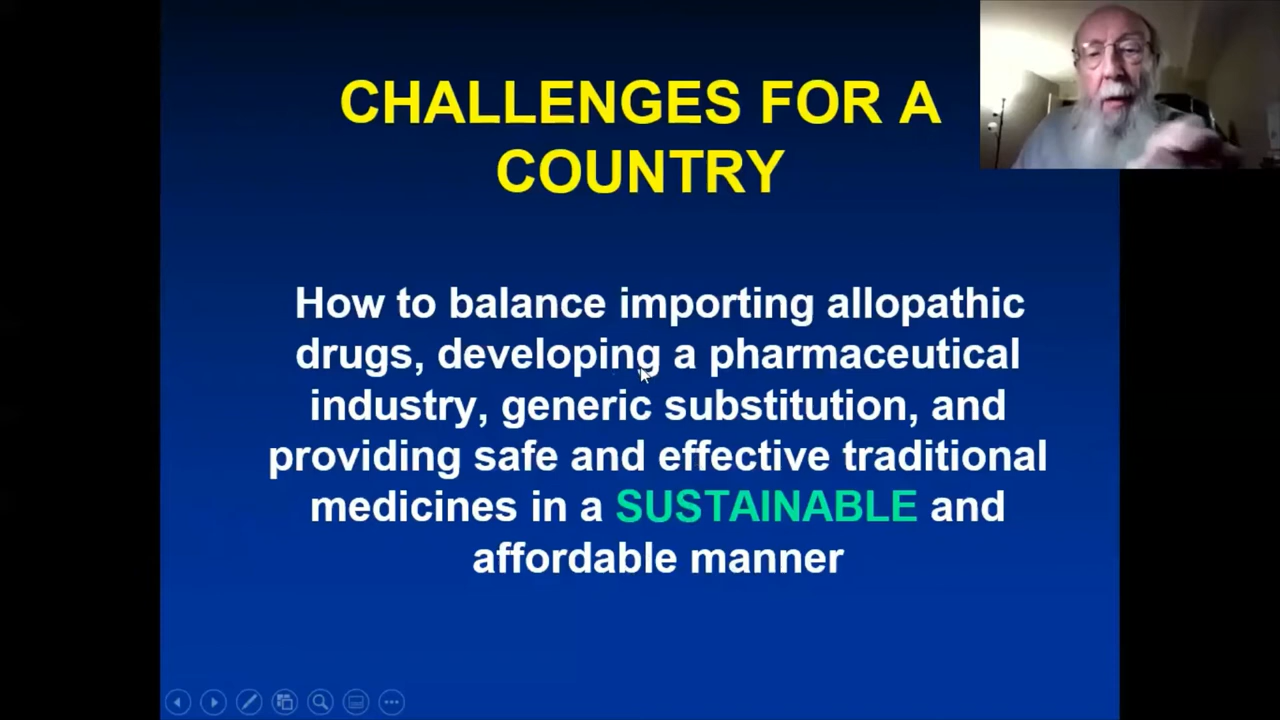 CHALLENGES FOR A
COUNTRY
How to balance importing allopathic
drugs, developing a pharmaceutical
industry, generic substitution, and
providing safe and effective traditional
medicines in a SUSTAINABLE and
affordable manner